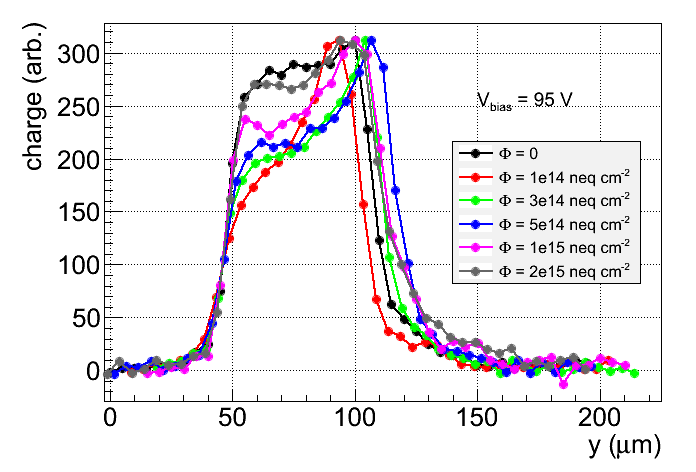 charge (arb.)
300
250
200
150
100
50
0
V_bias = 95 V
Φ = 0
Φ = 1e14 neq cm⁻²
Φ = 3e14 neq cm⁻²
Φ = 5e14 neq cm⁻²
Φ = 1e15 neq cm⁻²
Φ = 2e15 neq cm⁻²
0 50 100 150 200
y (μm)